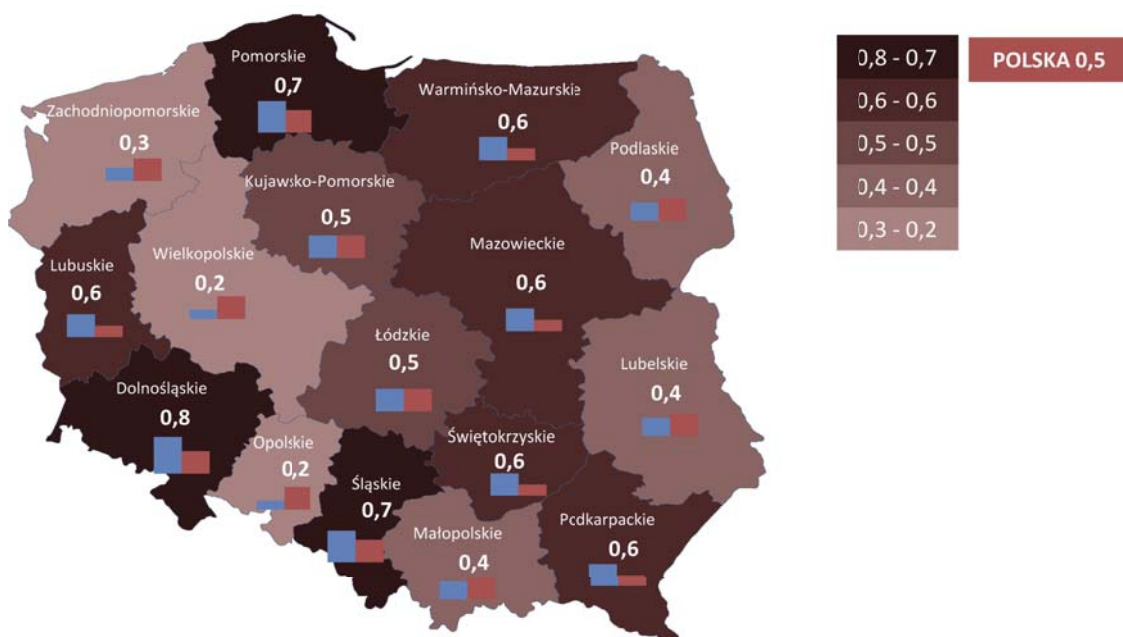 Pomorskie
0,7
Warmińsko-Mazurskie
0,6
Zachodniopomorskie
0,3
Podlaskie
0,4
Kujawsko-Pomorskie
0,5
Mazowieckie
0,6
Wielkopolskie
0,2
Lubuskie
0,6
Łódzkie
0,5
Lubelskie
0,4
Dolnośląskie
0,8
Opolskie
0,2
Świętokrzyskie
0,6
Śląskie
0,7
Małopolskie
0,4
Pcdkarpackie
0,6
0,8 - 0,7
0,6 - 0,6
0,5 - 0,5
0,4 - 0,4
0,3 - 0,2
POLSKA 0,5